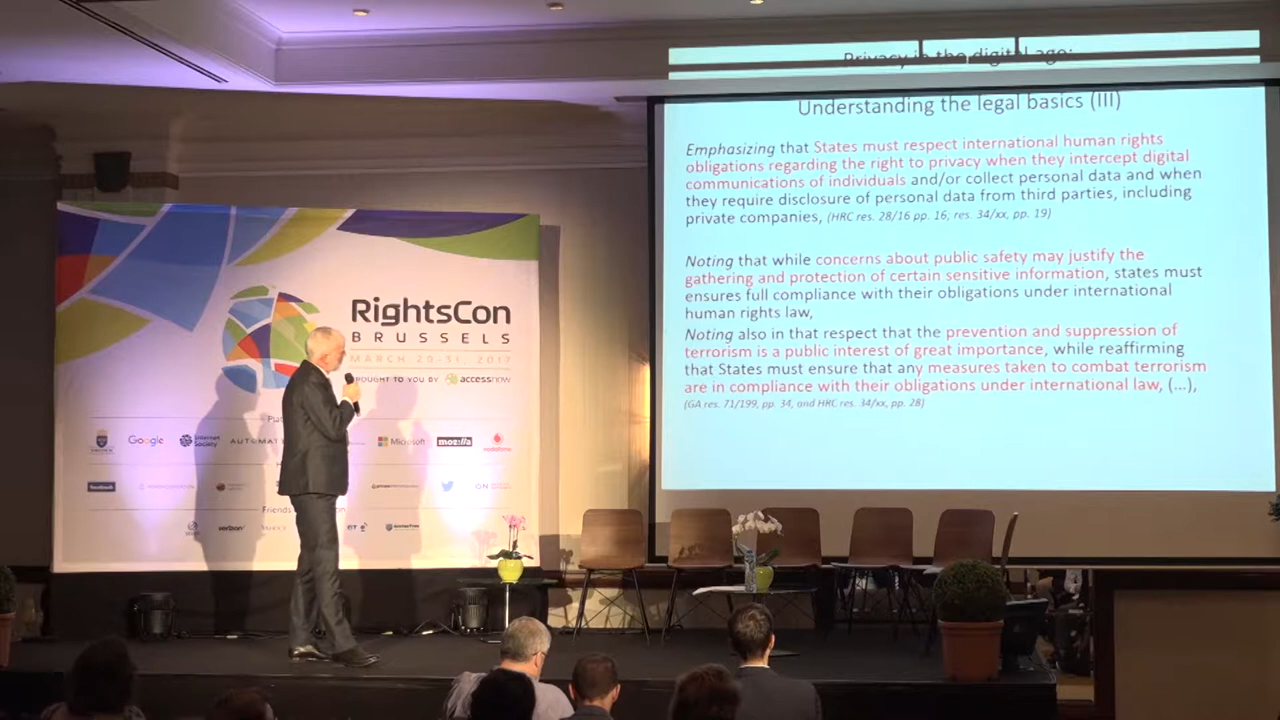 Privacy in the digital age:
Understanding the legal basics (III)
Emphasizing that States must respect international human rights
obligations regarding the right to privacy when they intercept digital
communications of individuals and/or collect personal data and when
they require disclosure of personal data from third parties, including
private companies, (HRC res. 28/16 pp. 16, res. 34/xx, pp. 19)
Noting that while concerns about public safety may justify the
gathering and protection of certain sensitive information, states must
ensures full compliance with their obligations under international
human rights law,
Noting also in that respect that the prevention and suppression of
terrorism is a public interest of great importance, while reaffirming
that States must ensure that any measures taken to combat terrorism
are in compliance with their obligations under international law, (...),
(GA res. 71/199, pp. 34, and HRC res. 34/xx, pp. 28)
RightsCon
BRUSSELS
MARCH 29-31, 2017
BROUGHT TO YOU BY accessnow
Google
Internet Society
AUTOMAT
Microsoft
moz://a
vodafone
facebook
Friends
verizon
BT